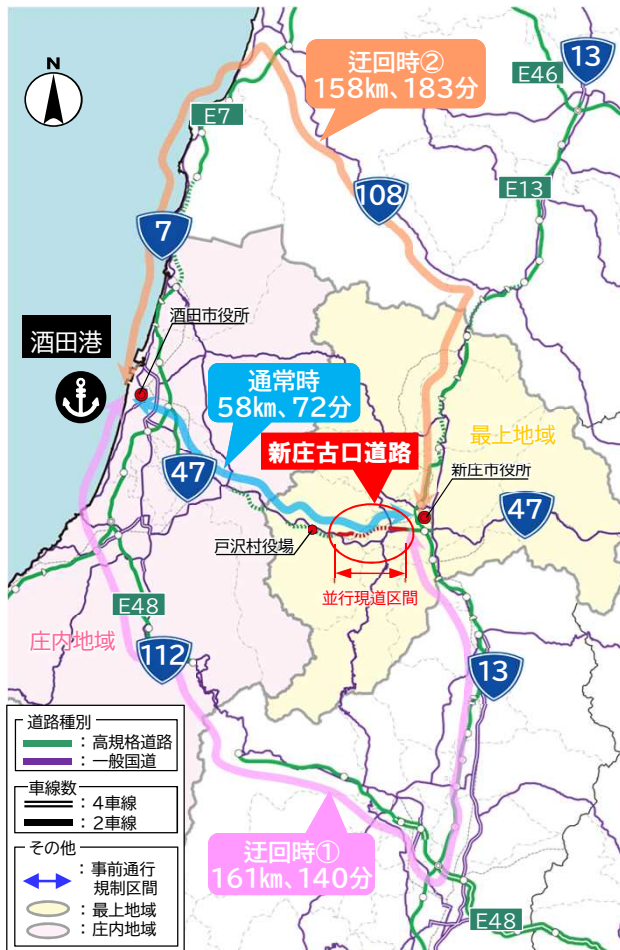 N
迂回時②
158㎞、183分
13
E46
E7
E13
108
7
酒田市役所
酒田港
通常時
58㎞、72分
最上地域
新庄古口道路
新庄市役所
47
47
戸沢村役場
並行現道区間
E48
庄内地域
112
13
道路種別
：高規格道路
：一般国道
車線数
：4車線
：2車線
その他
：事前通行
規制区間
：最上地域
：庄内地域
迂回時①
161㎞、140分
E48